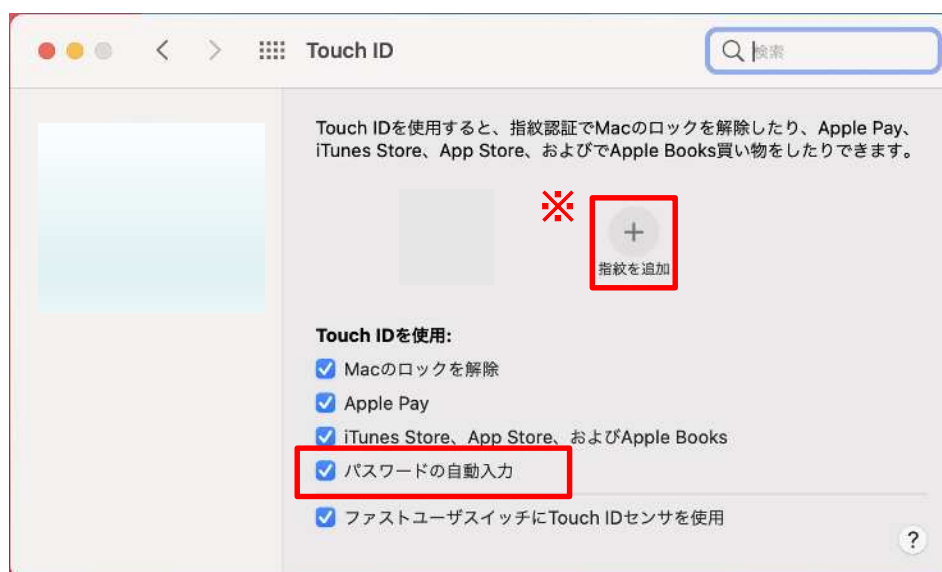 Touch ID
検索
Touch IDを使用すると、指紋認証でMacのロックを解除したり、Apple Pay、
iTunes Store、App Store、およびでApple Books買い物をしたりできます。
※
+
指紋を追加
Touch IDを使用:
Macのロックを解除
Apple Pay
iTunes Store、App Store、およびApple Books
パスワードの自動入力
ファストユーザスイッチにTouch IDセンサを使用
?